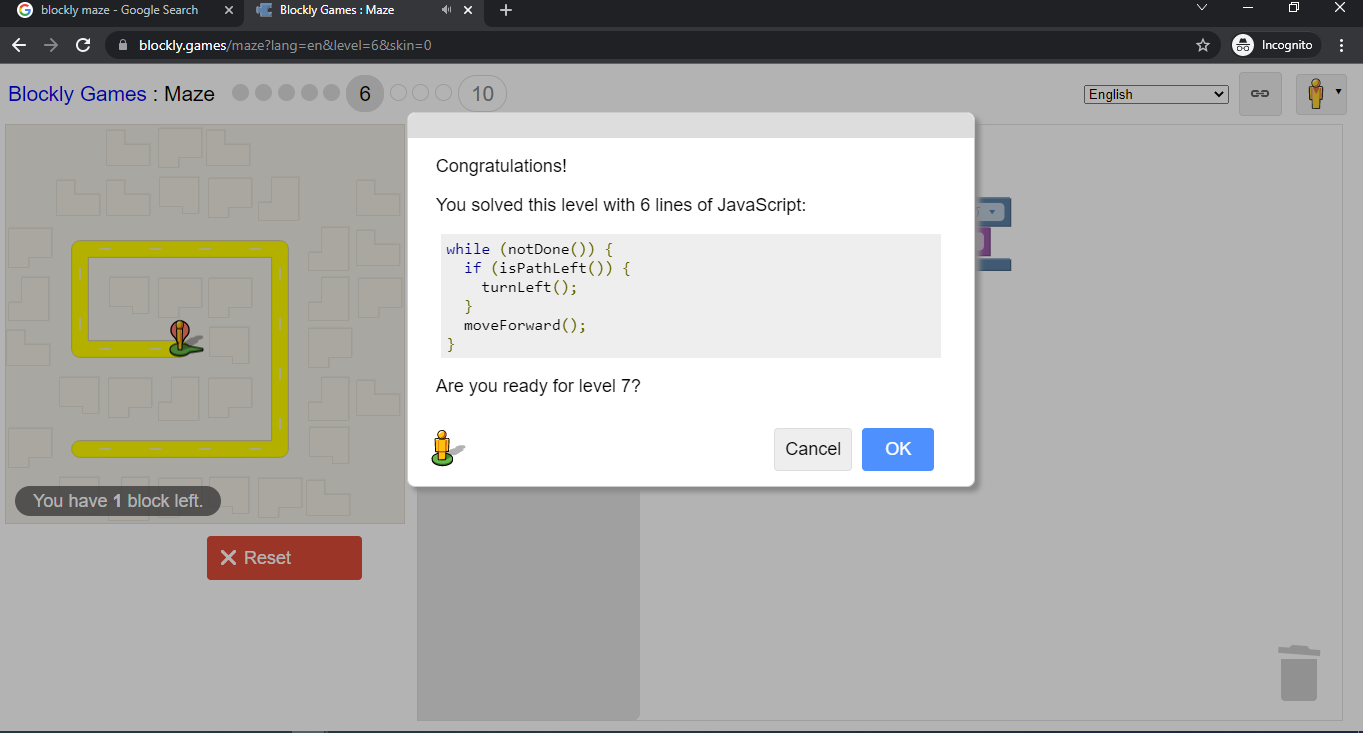 blockly maze - Google Search
Blockly Games : Maze
blockly.games/maze?lang=en&level=6&skin=0
Incognito
Blockly Games : Maze
6
10
English
Congratulations!
You solved this level with 6 lines of JavaScript:
while (notDone()) {
  if (isPathLeft()) {
    turnLeft();
  }
  moveForward();
}
Are you ready for level 7?
Cancel
OK
You have 1 block left.
Reset